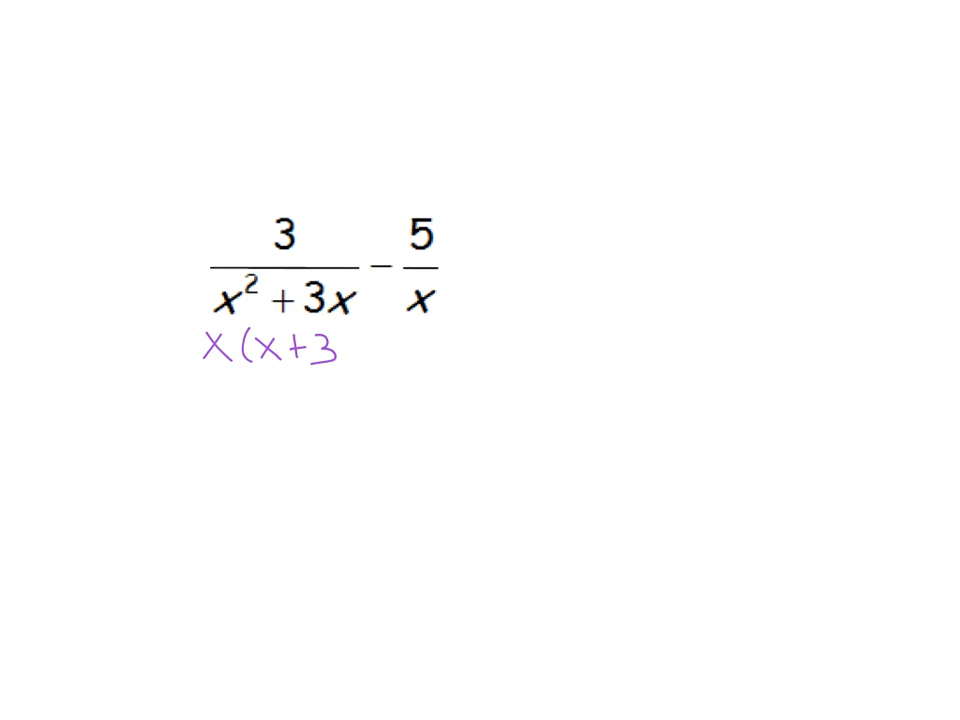 3/(x² + 3x) − 5/x
x(x+3